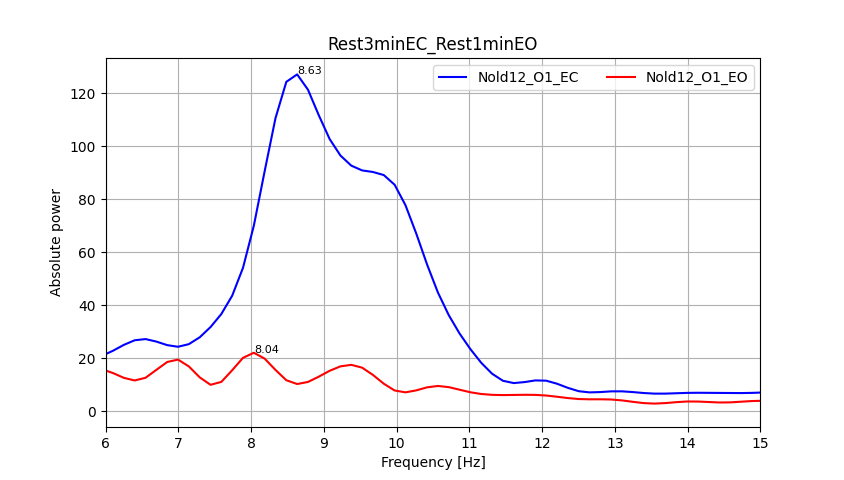 Rest3minEC_Rest1minEO
Nold12_O1_EC
Nold12_O1_EO
8.63
8.04
Absolute power
120
100
80
60
40
20
0
6 7 8 9 10 11 12 13 14 15
Frequency [Hz]